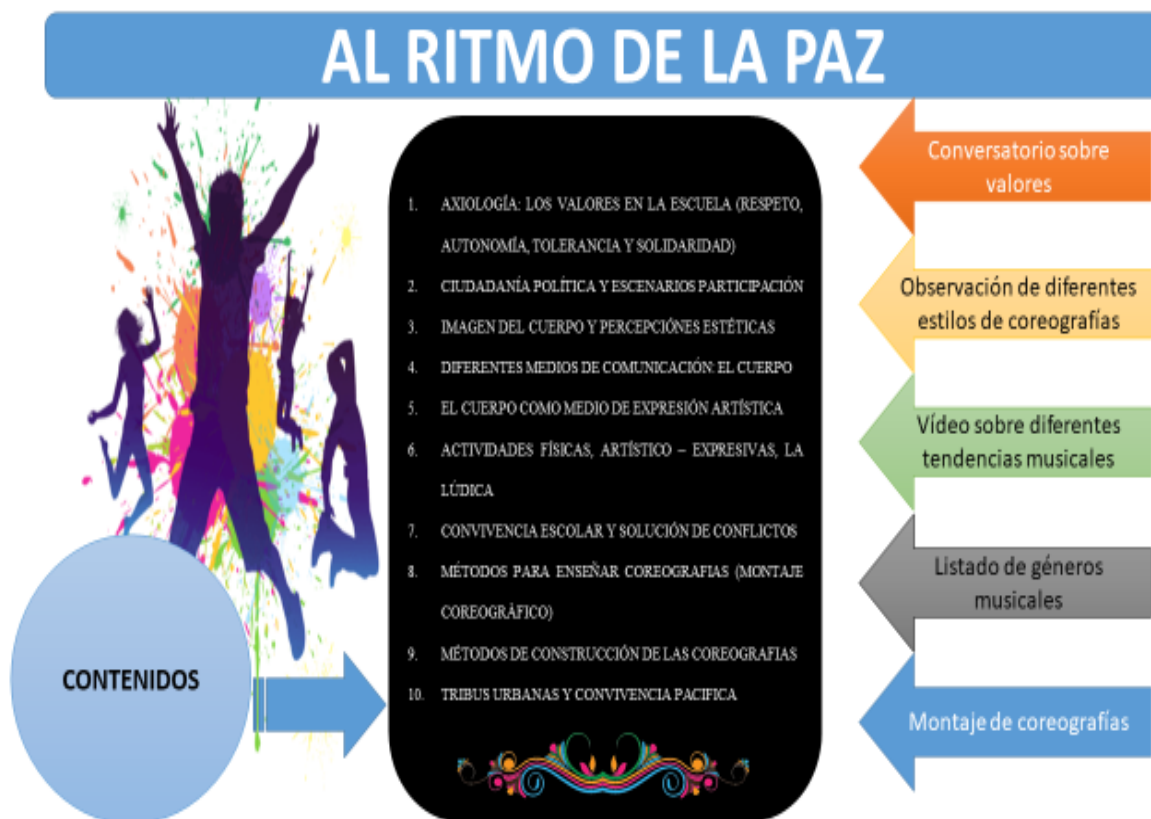 AL RITMO DE LA PAZ
1. AXIOLOGÍA: LOS VALORES EN LA ESCUELA (RESPETO,
AUTONOMÍA, TOLERANCIA Y SOLIDARIDAD)
2. CIUDADANÍA POLÍTICA Y ESCENARIOS PARTICIPACIÓN
3. IMAGEN DEL CUERPO Y PERCEPCIÓNES ESTÉTICAS
4. DIFERENTES MEDIOS DE COMUNICACIÓN: EL CUERPO
5. EL CUERPO COMO MEDIO DE EXPRESIÓN ARTÍSTICA
6. ACTIVIDADES FÍSICAS, ARTÍSTICO – EXPRESIVAS, LA
LÚDICA
7. CONVIVENCIA ESCOLAR Y SOLUCIÓN DE CONFLICTOS
8. MÉTODOS PARA ENSEÑAR COREOGRAFIAS (MONTAJE
COREOGRÁFICO)
9. MÉTODOS DE CONSTRUCCIÓN DE LAS COREOGRAFIAS
10. TRIBUS URBANAS Y CONVIVENCIA PACIFICA
CONTENIDOS
Conversatorio sobre
valores
Observación de diferentes
estilos de coreografías
Vídeo sobre diferentes
tendencias musicales
Listado de géneros
musicales
Montaje de coreografías